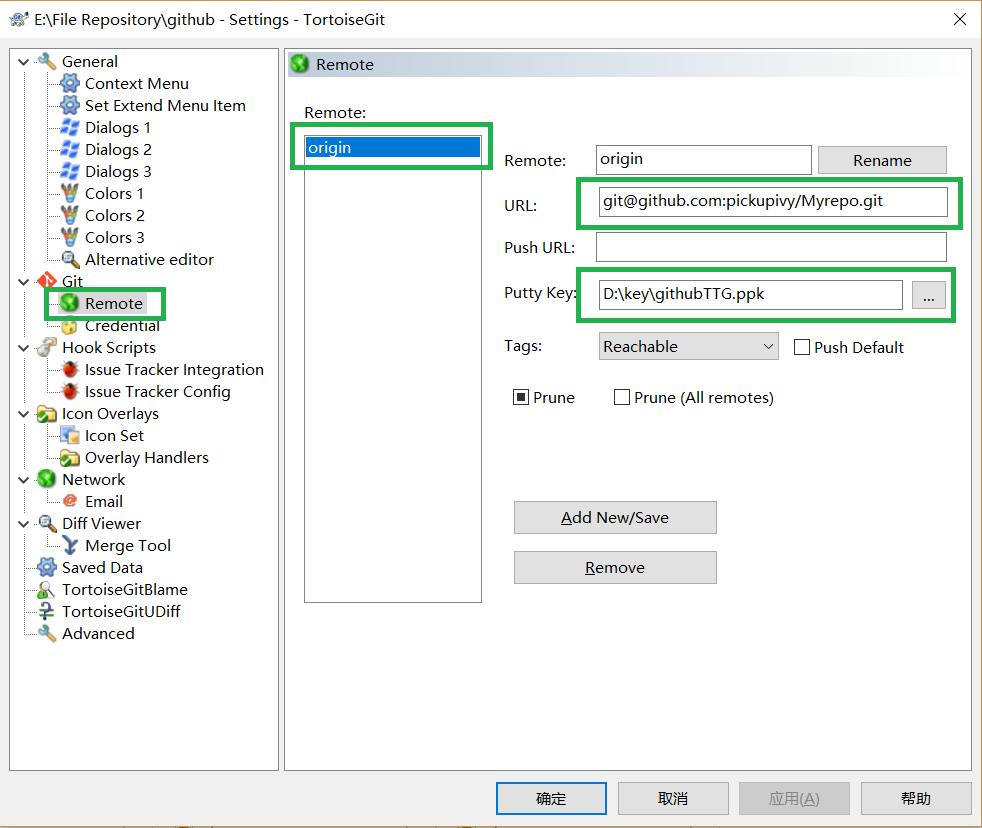 E:\File Repository\github - Settings - TortoiseGit
General
Context Menu
Set Extend Menu Item
Dialogs 1
Dialogs 2
Dialogs 3
Colors 1
Colors 2
Colors 3
Alternative editor
Git
Remote
Credential
Hook Scripts
Issue Tracker Integration
Issue Tracker Config
Icon Overlays
Icon Set
Overlay Handlers
Network
Email
Diff Viewer
Merge Tool
Saved Data
TortoiseGitBlame
TortoiseGitUDiff
Advanced
Remote
Remote:
origin
Remote: origin Rename
URL: git@github.com:pickupivy/Myrepo.git
Push URL:
Putty Key: D:\key\githubTTG.ppk ...
Tags: Reachable Push Default
Prune Prune (All remotes)
Add New/Save
Remove
确定 取消 应用(A) 帮助